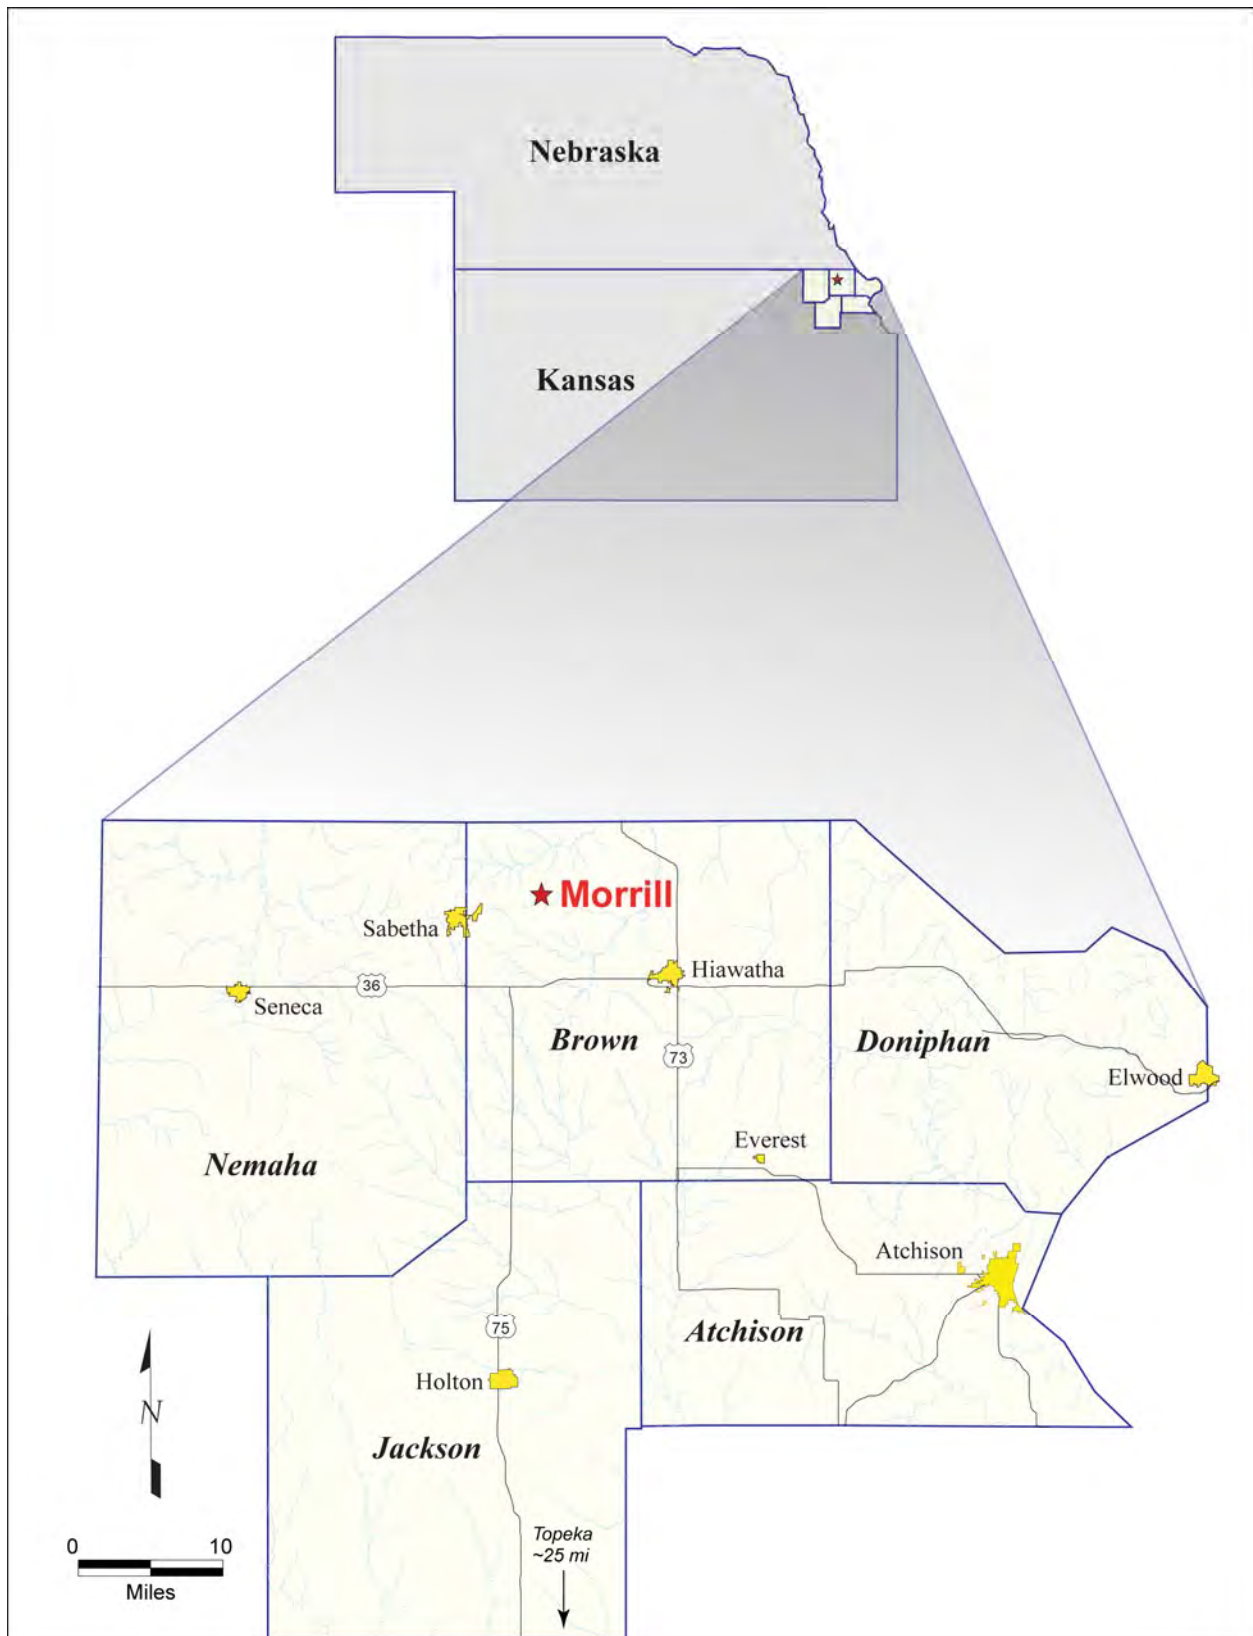 Nebraska
Kansas
Morrill
Sabetha
Hiawatha
36
Seneca
Brown
73
Doniphan
Elwood
Everest
Nemaha
Atchison
Atchison
75
Holton
N
Jackson
Topeka
~25 mi
0 10
Miles